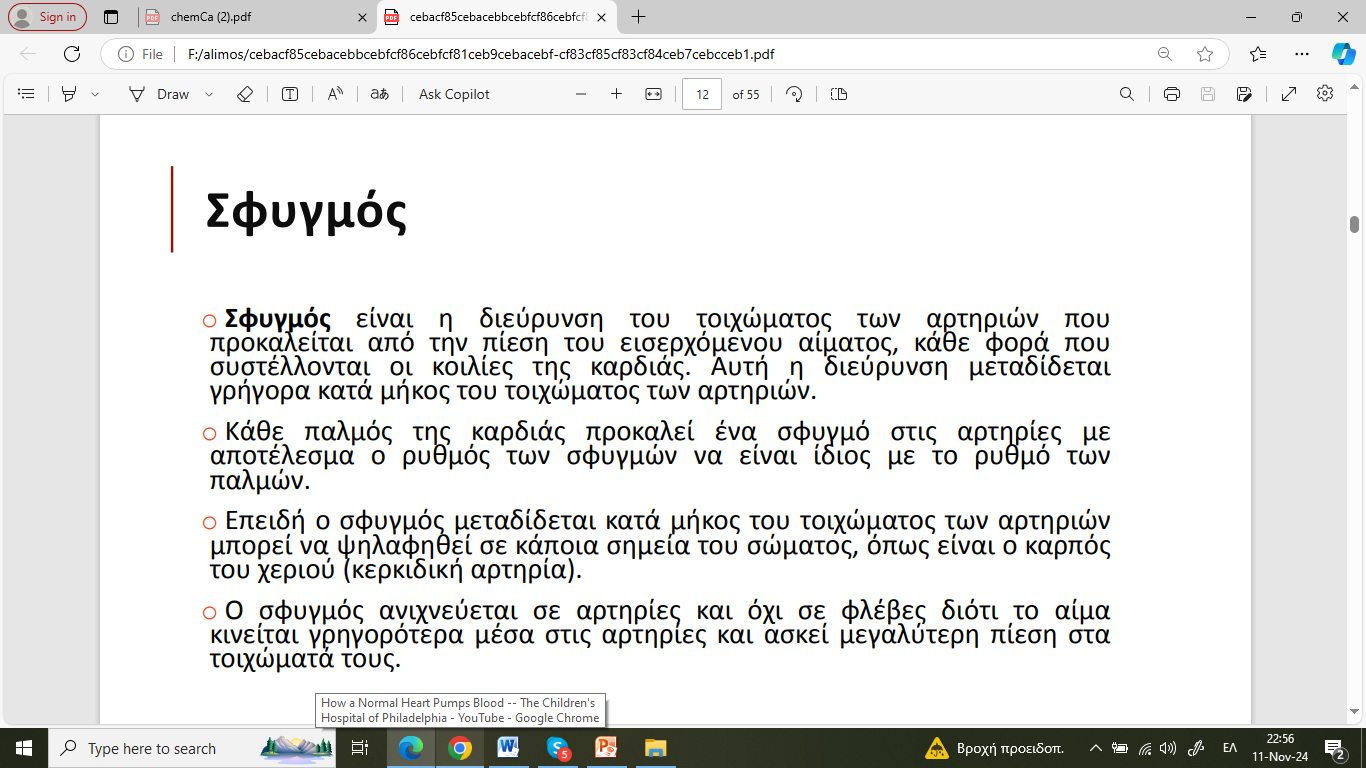 Sign in
chemCa (2).pdf
cebacf85cebacebbcebfcf86cebfcf8
File
F:/alimos/cebacf85cebacebbcebfcf86cebfcf81ceb9cebacebf-cf83cf85cf83cf84ceb7cebcceb1.pdf
Draw
T
A
aあ
Ask Copilot
12 of 55
Σφυγμός
Σφυγμός είναι η διεύρυνση του τοιχώματος των αρτηριών που
προκαλείται από την πίεση του εισερχόμενου αίματος, κάθε φορά που
συστέλλονται οι κοιλίες της καρδιάς. Αυτή η διεύρυνση μεταδίδεται
γρήγορα κατά μήκος του τοιχώματος των αρτηριών.
Κάθε παλμός της καρδιάς προκαλεί ένα σφυγμό στις αρτηρίες με
αποτέλεσμα ο ρυθμός των σφυγμών να είναι ίδιος με το ρυθμό των
παλμών.
Επειδή ο σφυγμός μεταδίδεται κατά μήκος του τοιχώματος των αρτηριών
μπορεί να ψηλαφηθεί σε κάποια σημεία του σώματος, όπως είναι ο καρπός
του χεριού (κερκιδική αρτηρία).
Ο σφυγμός ανιχνεύεται σε αρτηρίες και όχι σε φλέβες διότι το αίμα
κινείται γρηγορότερα μέσα στις αρτηρίες και ασκεί μεγαλύτερη πίεση στα
τοιχώματά τους.
How a Normal Heart Pumps Blood -- The Children's
Hospital of Philadelphia - YouTube - Google Chrome
Type here to search
W
S 5
P
Βροχή προειδοπ.
ΕΛ
22:56
11-Nov-24
2